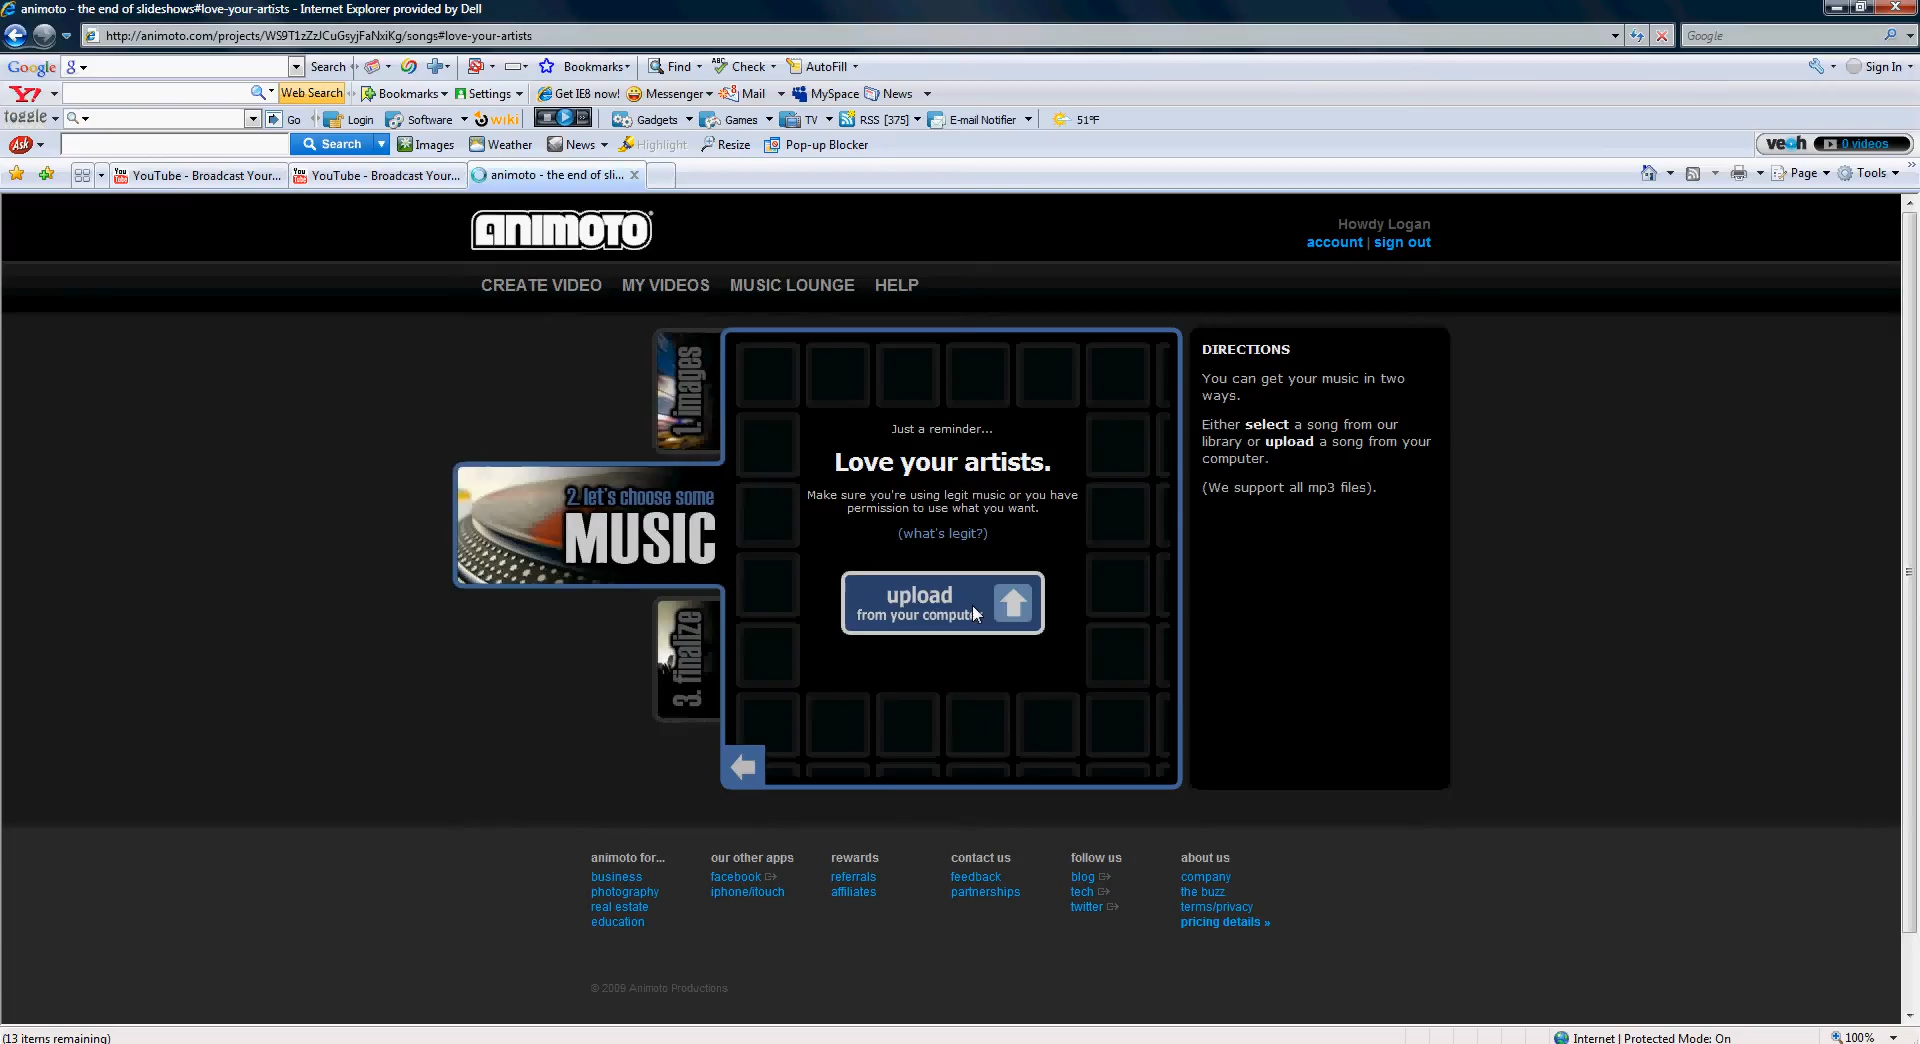 animoto - the end of slideshows#love-your-artists - Internet Explorer provided by Dell
http://animoto.com/projects/WS9T1zZzJCuGsyjFaNxiKg/songs#love-your-artists
Google
Google Search Bookmarks Find Check AutoFill Sign In
Y! Web Search Bookmarks Settings Get IE8 now! Messenger Mail MySpace News
toggle Go Login Software wiki Gadgets Games TV RSS [375] E-mail Notifier 51°F
Ask Search Images Weather News Highlight Resize Pop-up Blocker veoh 0 videos
YouTube - Broadcast Your... YouTube - Broadcast Your... animoto - the end of sli... Page Tools
animoto
Howdy Logan
account | sign out
CREATE VIDEO MY VIDEOS MUSIC LOUNGE HELP
1. images
2. let's choose some
MUSIC
3. finalize
Just a reminder...
Love your artists.
Make sure you're using legit music or you have
permission to use what you want.
(what's legit?)
upload
from your computer
DIRECTIONS
You can get your music in two
ways.
Either select a song from our
library or upload a song from your
computer.
(We support all mp3 files).
animoto for...
business
photography
real estate
education
our other apps
facebook
iphone/itouch
rewards
referrals
affiliates
contact us
feedback
partnerships
follow us
blog
tech
twitter
about us
company
the buzz
terms/privacy
pricing details »
© 2009 Animoto Productions
(13 items remaining)
Internet | Protected Mode: On
100%